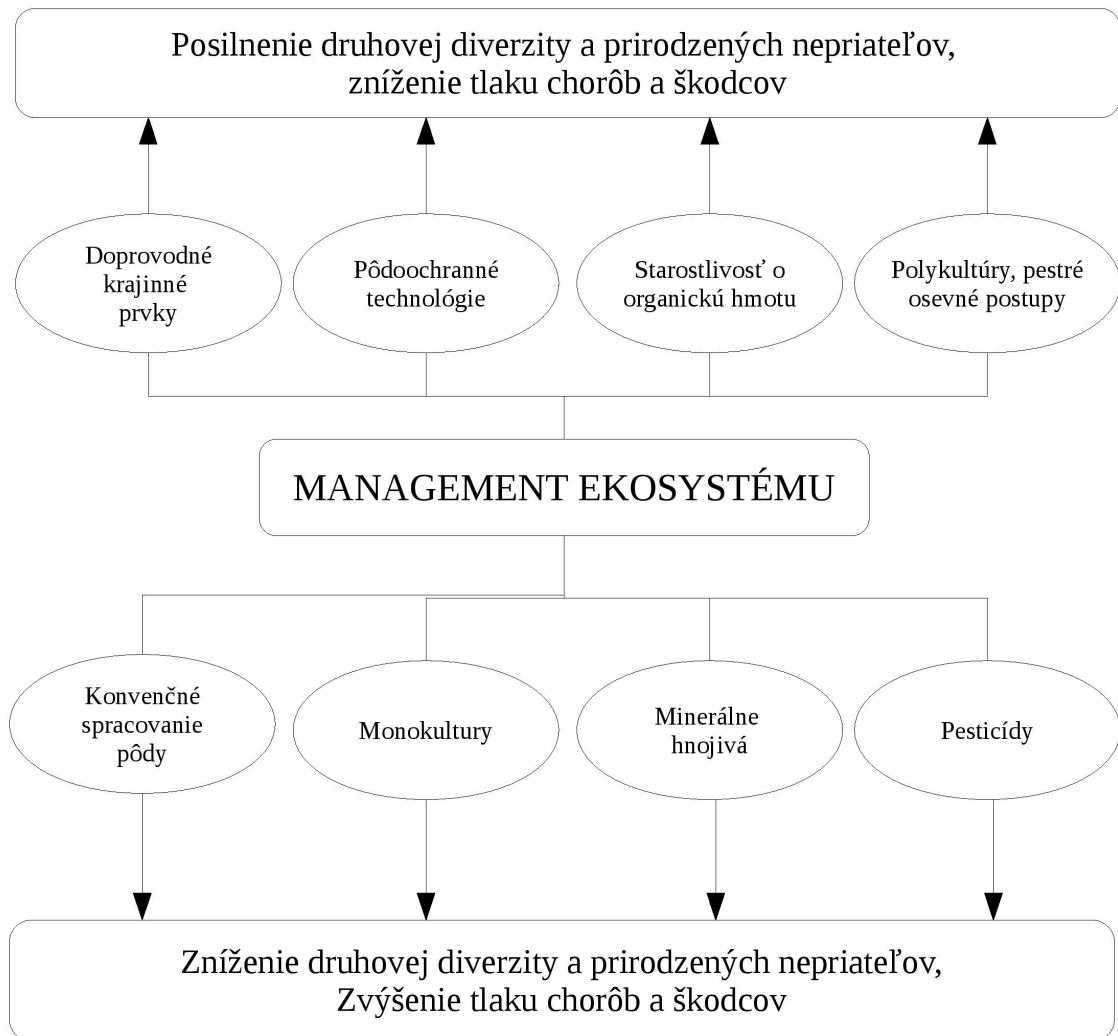 Posilnenie druhovej diverzity a prirodzených nepriateľov,
zníženie tlaku chorôb a škodcov
Doprovodné
krajinné
prvky
Pôdoochranné
technológie
Starostlivosť o
organickú hmotu
Polykultúry, pestré
osevné postupy
MANAGEMENT EKOSYSTÉMU
Konvenčné
spracovanie
pôdy
Monokultury
Minerálne
hnojivá
Pesticídy
Zníženie druhovej diverzity a prirodzených nepriateľov,
Zvýšenie tlaku chorôb a škodcov